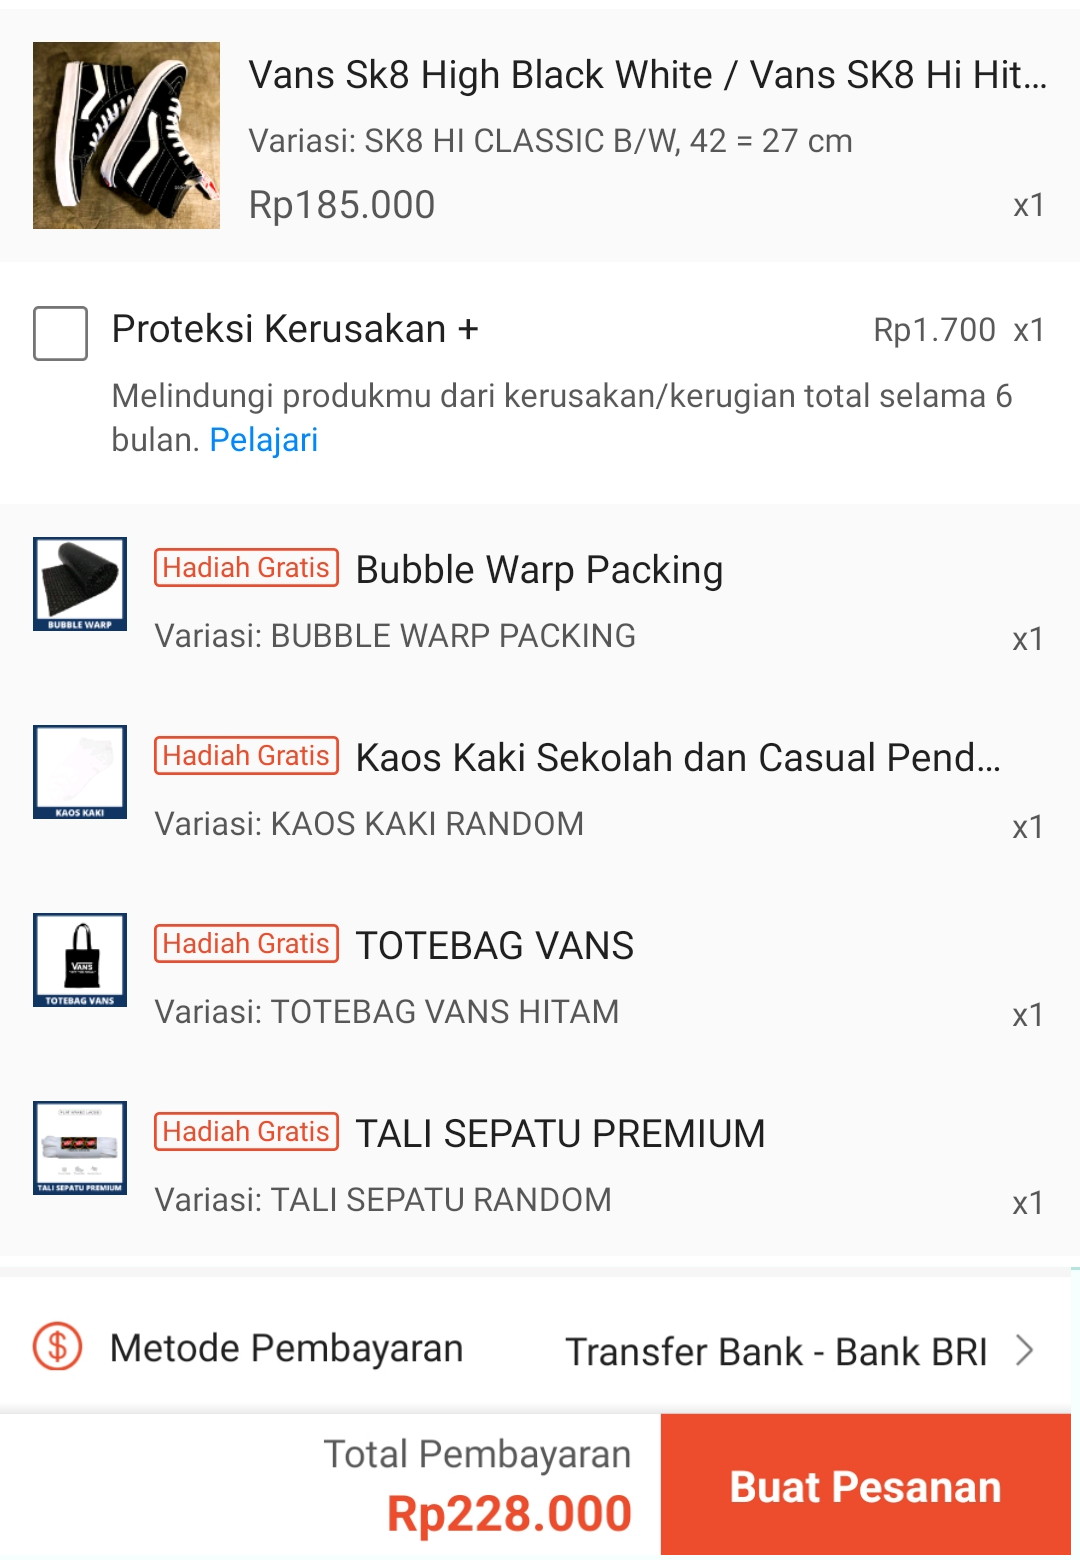 Vans Sk8 High Black White / Vans SK8 Hi Hit...
Variasi: SK8 HI CLASSIC B/W, 42 = 27 cm
Rp185.000 x1
Proteksi Kerusakan + Rp1.700 x1
Melindungi produkmu dari kerusakan/kerugian total selama 6
bulan. Pelajari
BUBBLE WARP
Hadiah Gratis Bubble Warp Packing
Variasi: BUBBLE WARP PACKING x1
KAOS KAKI
Hadiah Gratis Kaos Kaki Sekolah dan Casual Pend...
Variasi: KAOS KAKI RANDOM x1
VANS
TOTEBAG VANS
Hadiah Gratis TOTEBAG VANS
Variasi: TOTEBAG VANS HITAM x1
TALI SEPATU PREMIUM
Hadiah Gratis TALI SEPATU PREMIUM
Variasi: TALI SEPATU RANDOM x1
$ Metode Pembayaran Transfer Bank - Bank BRI >
Total Pembayaran
Rp228.000
Buat Pesanan